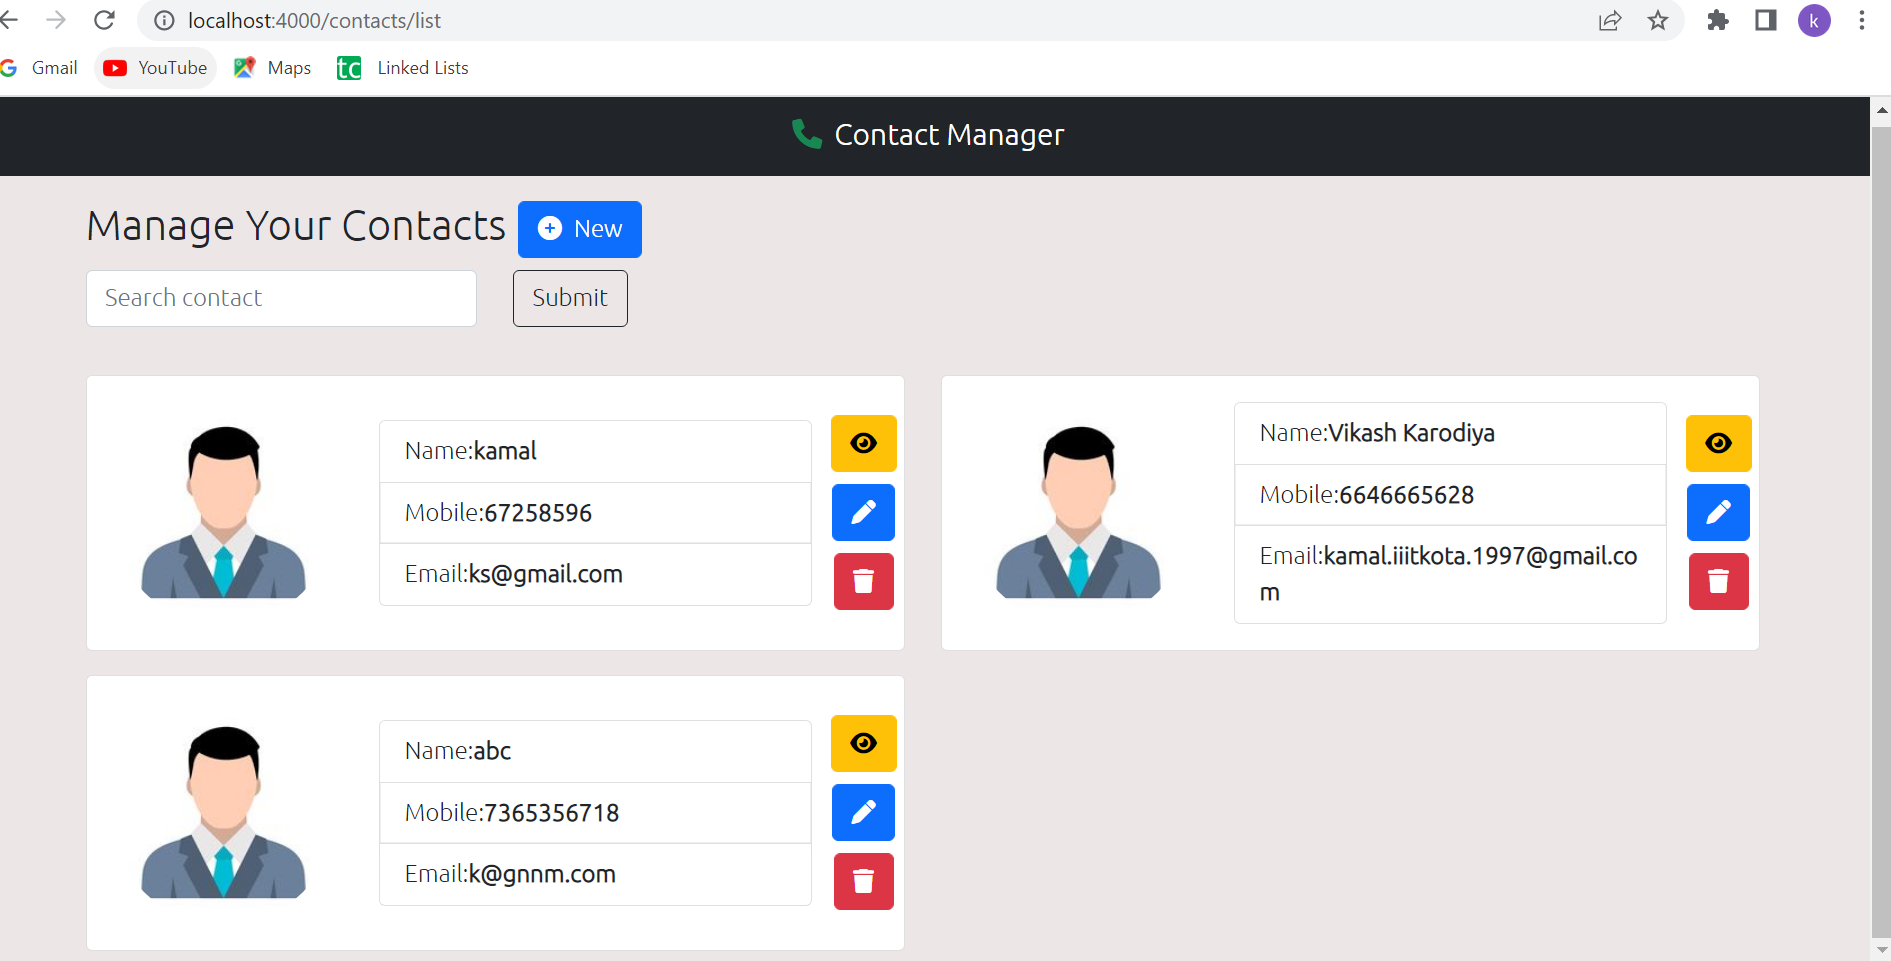 localhost:4000/contacts/list
k
Gmail YouTube Maps tc Linked Lists
Contact Manager
Manage Your Contacts New
Search contact Submit
Name:kamal
Mobile:67258596
Email:ks@gmail.com
Name:Vikash Karodiya
Mobile:6646665628
Email:kamal.iiitkota.1997@gmail.co
m
Name:abc
Mobile:7365356718
Email:k@gnnm.com